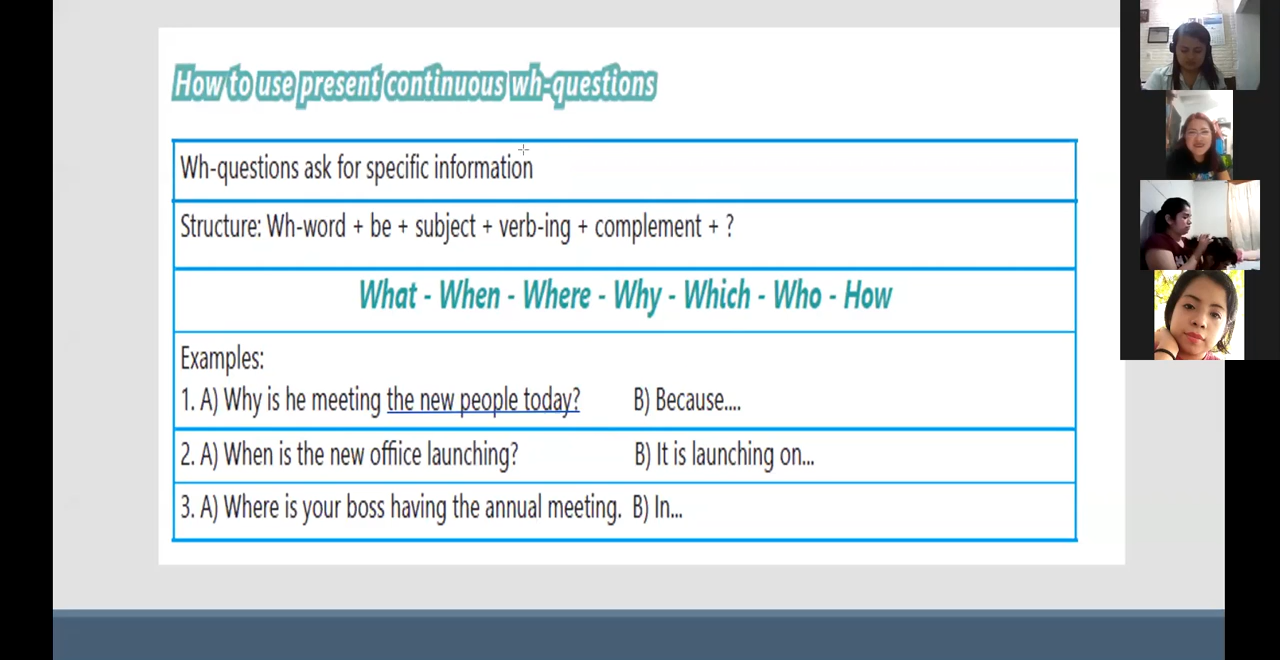 How to use present continuous wh-questions
Wh-questions ask for specific information
Structure: Wh-word + be + subject + verb-ing + complement + ?
What - When - Where - Why - Which - Who - How
Examples:
1. A) Why is he meeting the new people today? B) Because....
2. A) When is the new office launching? B) It is launching on...
3. A) Where is your boss having the annual meeting. B) In...